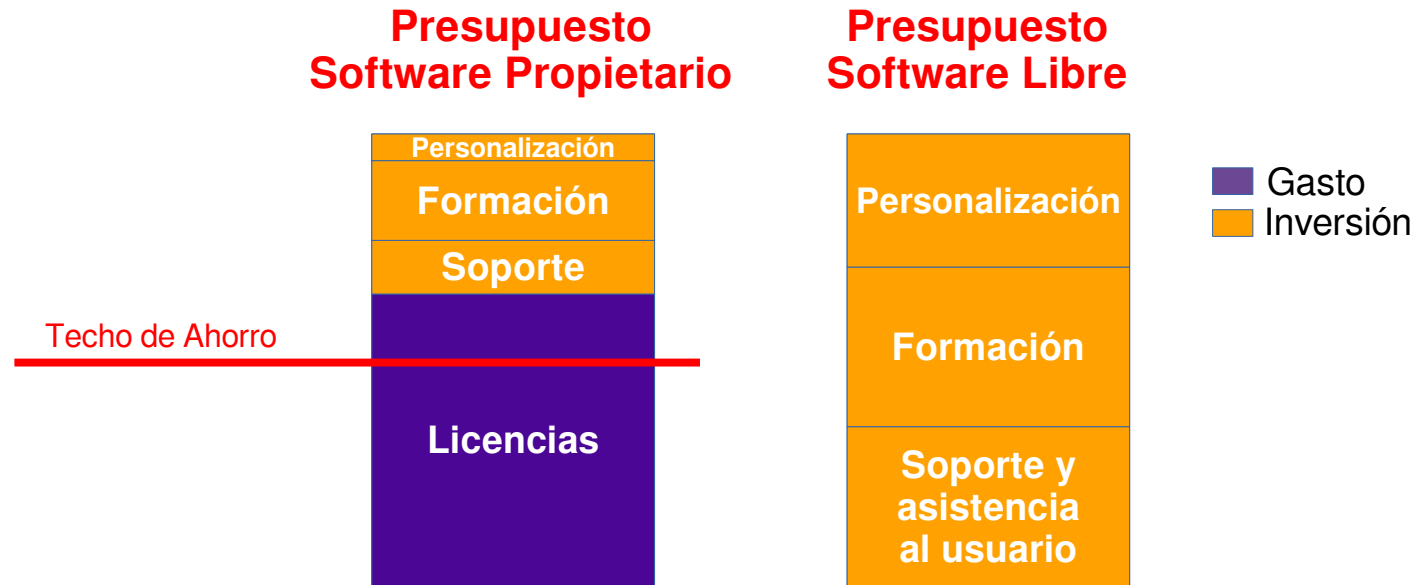 Presupuesto
Software Propietario
Presupuesto
Software Libre
Personalización
Formación
Soporte
Techo de Ahorro
Licencias
Personalización
Formación
Soporte y
asistencia
al usuario
Gasto
Inversión